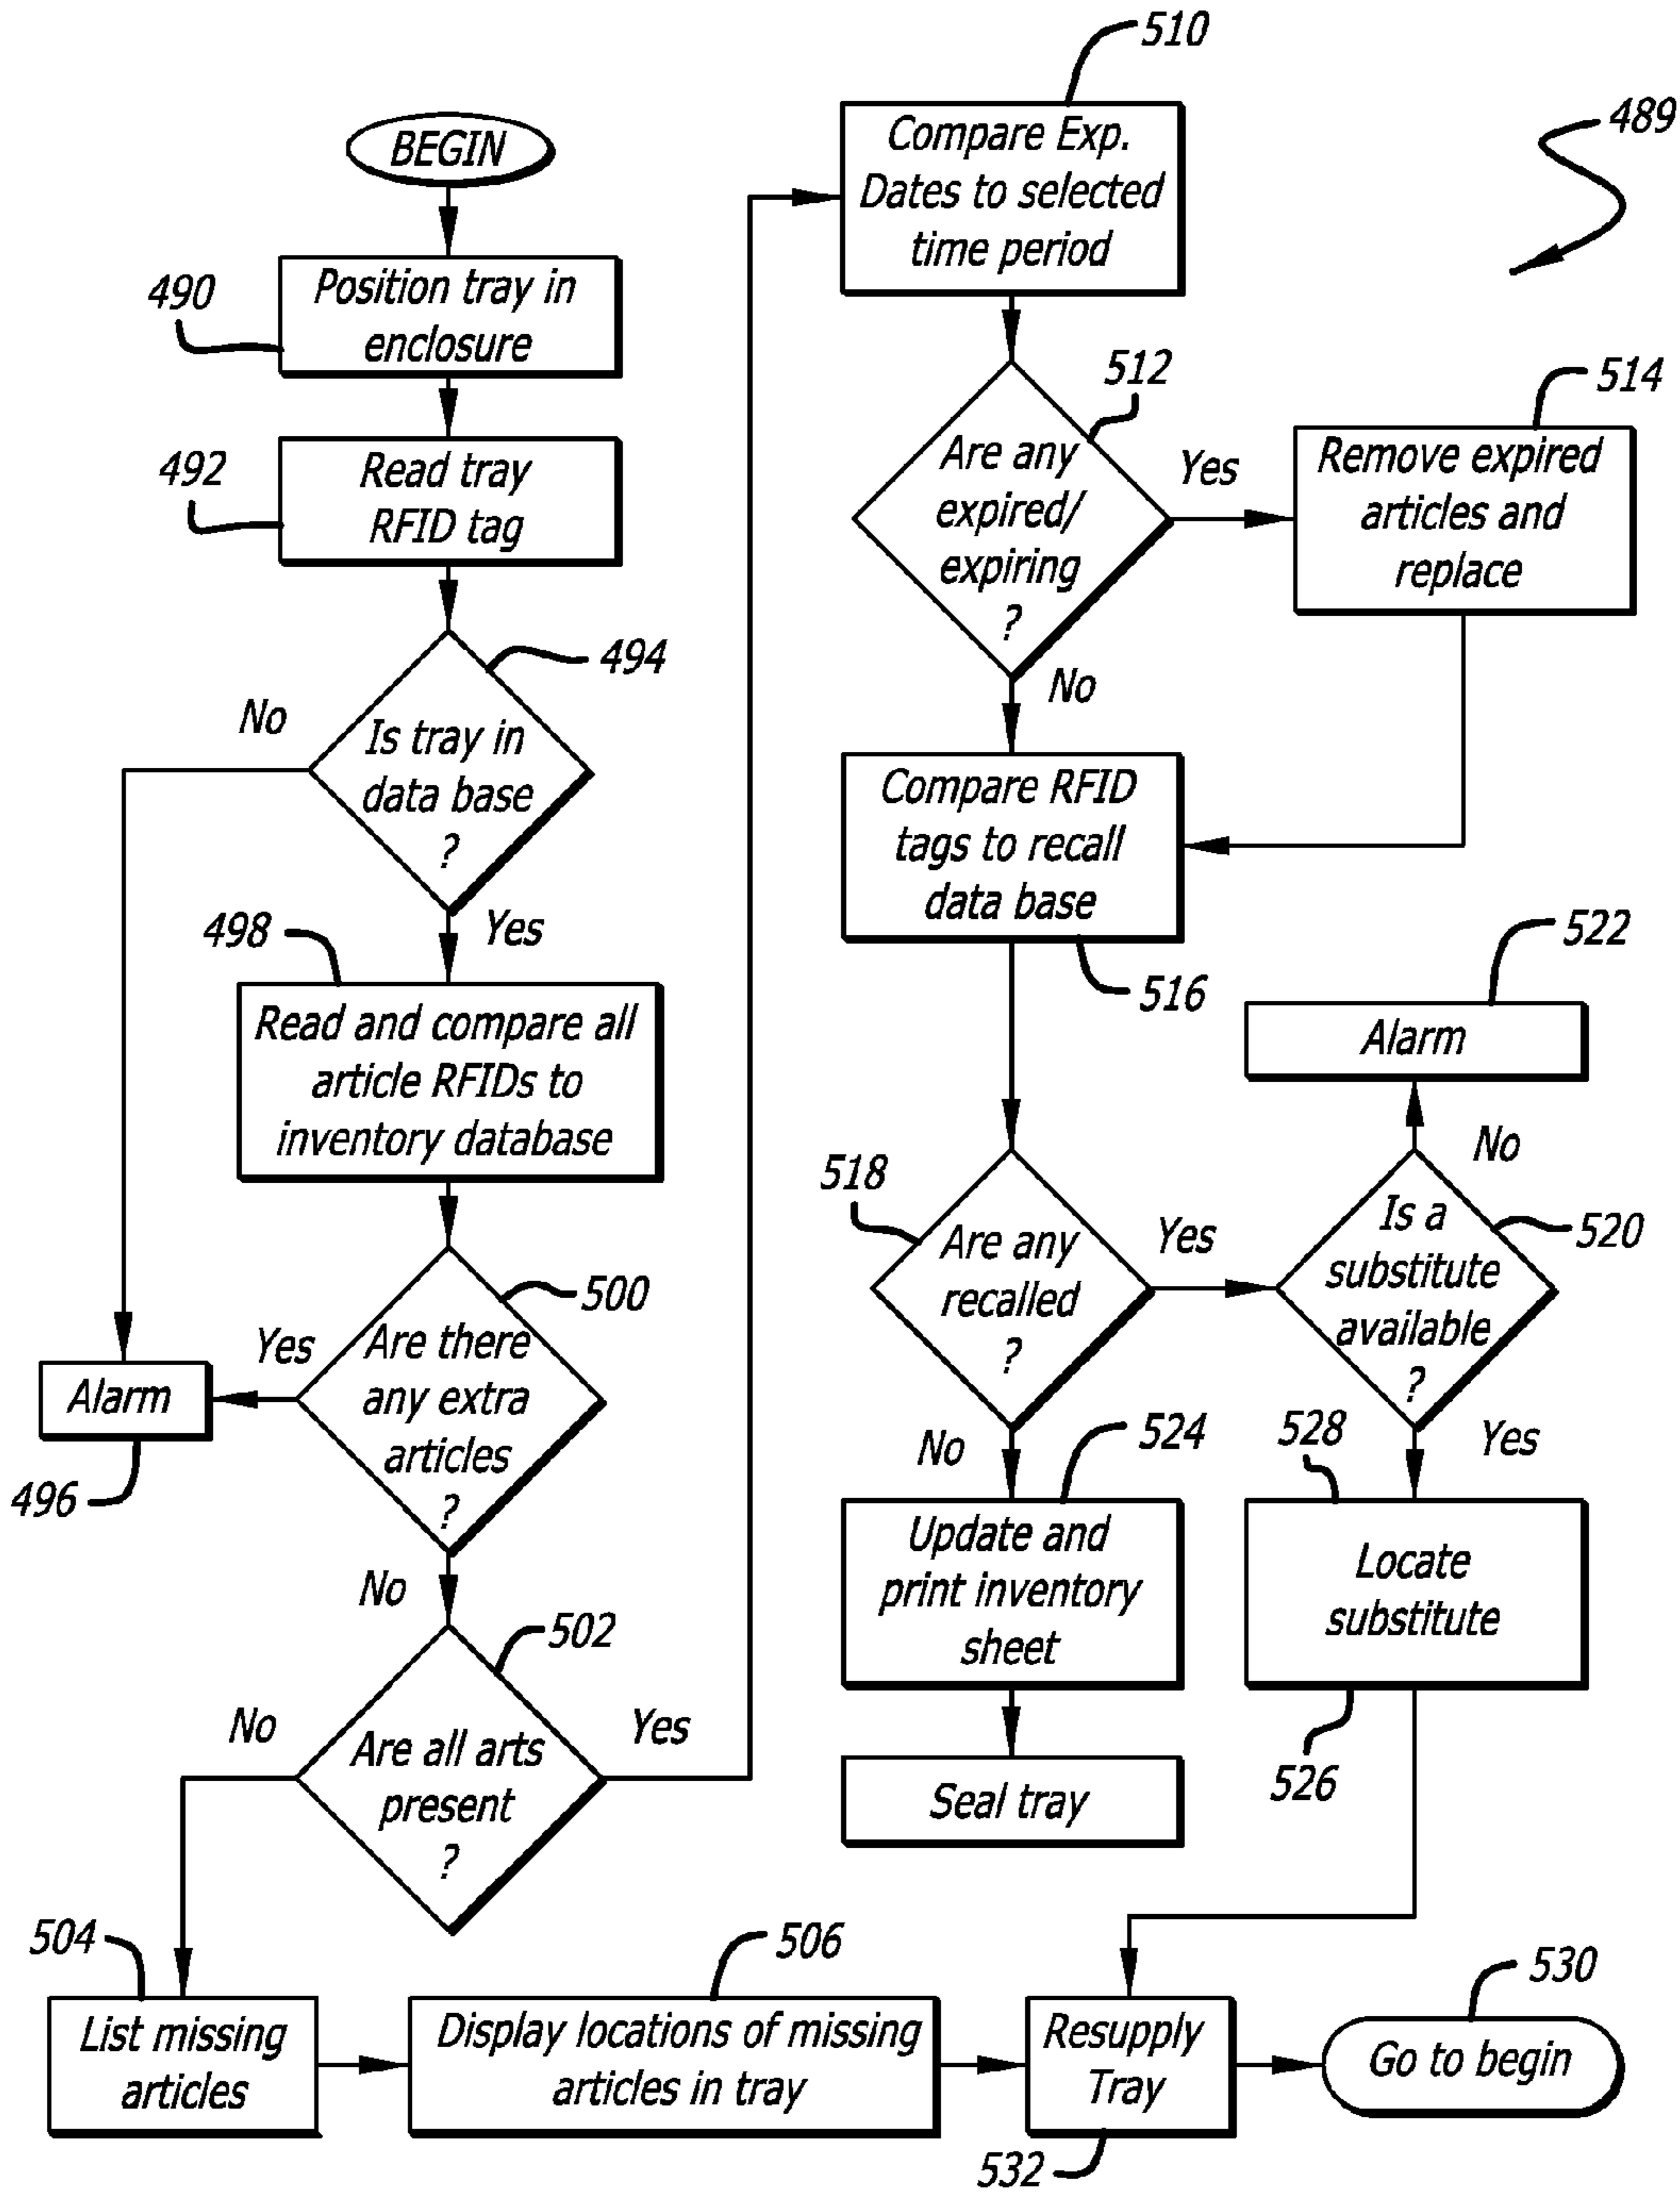 BEGIN
490
Position tray in
enclosure
492
Read tray
RFID tag
494
No
Is tray in
data base
?
Yes
498
Read and compare all
article RFIDs to
inventory database
500
Yes
Are there
any extra
articles
?
Alarm
496
No
502
No
Are all arts
present
?
Yes
504
List missing
articles
506
Display locations of missing
articles in tray
510
Compare Exp.
Dates to selected
time period
489
512
Are any
expired/
expiring
?
Yes
514
Remove expired
articles and
replace
No
Compare RFID
tags to recall
data base
516
522
Alarm
No
518
Are any
recalled
?
Yes
Is a
substitute
available
?
520
No
524
Update and
print inventory
sheet
528
Yes
Locate
substitute
526
Seal tray
Resupply
Tray
532
530
Go to begin